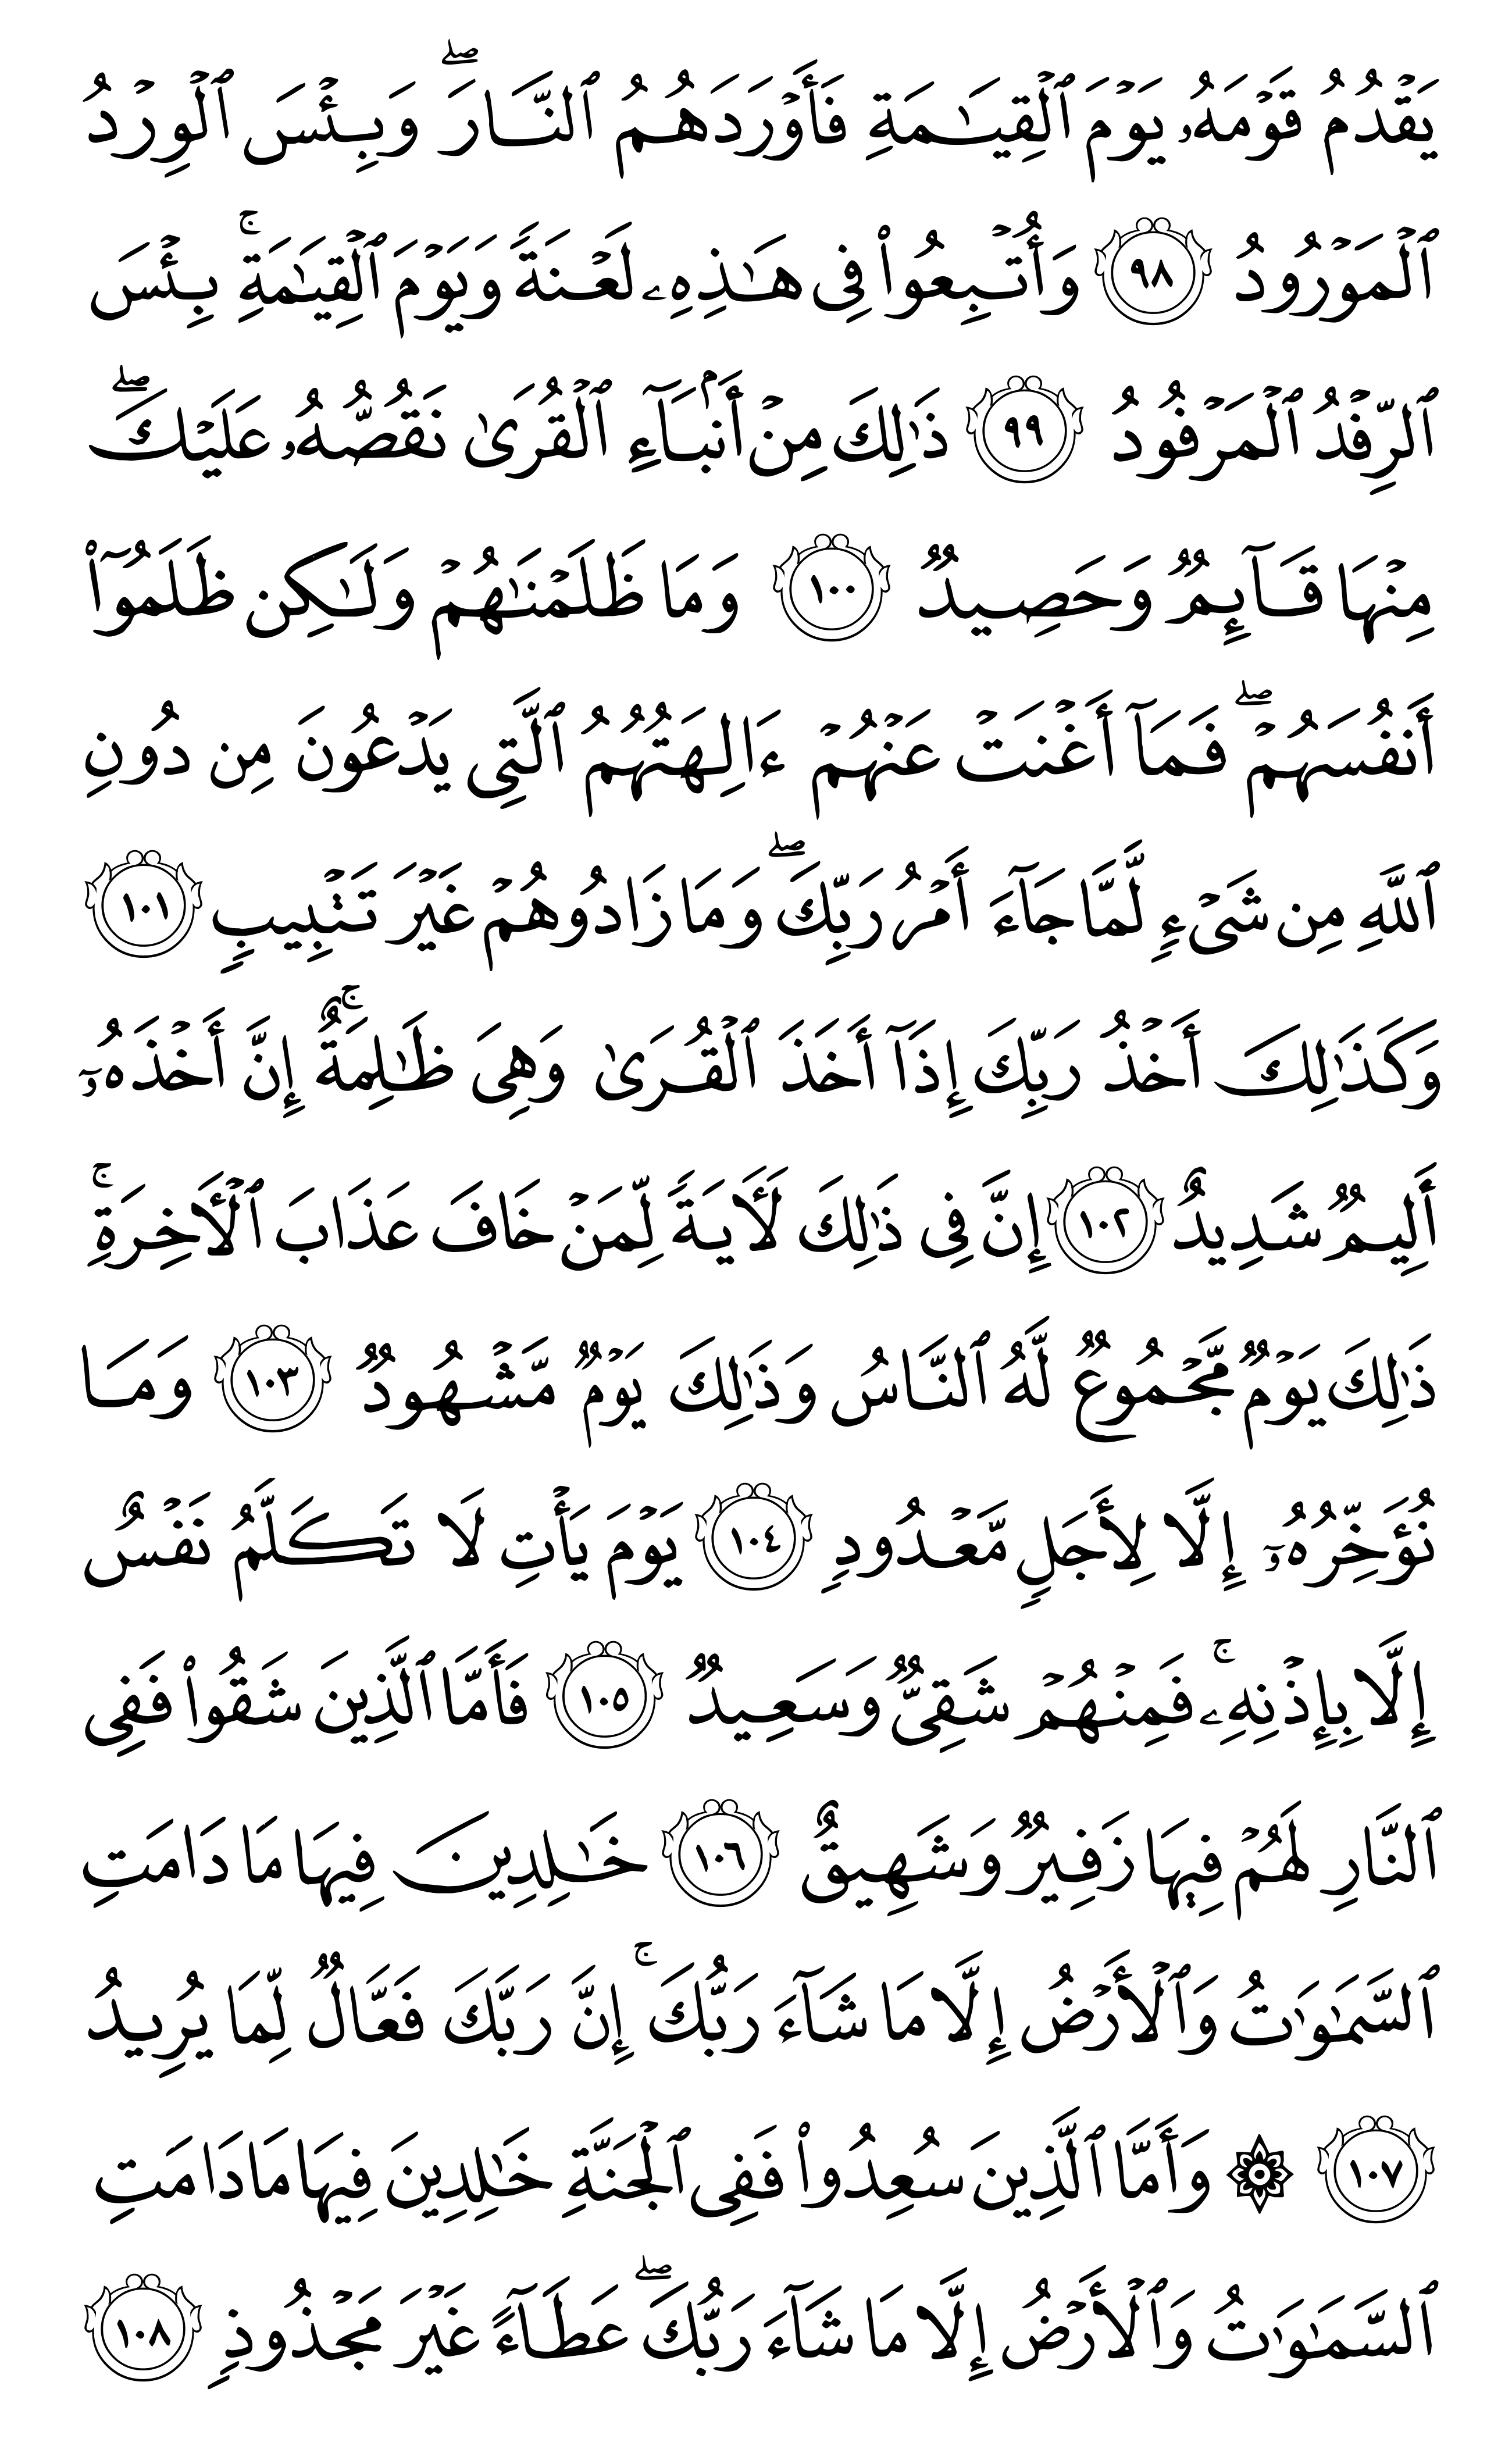 يَقۡدُمُ قَوۡمَهُۥ يَوۡمَ ٱلۡقِيَـٰمَةِ فَأَوۡرَدَهُمُ ٱلنَّارَۖ وَبِئۡسَ ٱلۡوِرۡدُ
ٱلۡمَوۡرُودُ ٩٨ وَأُتۡبِعُواْ فِى هَـٰذِهِۦ لَعۡنَةً وَيَوۡمَ ٱلۡقِيَـٰمَةِۚ بِئۡسَ
ٱلرِّفۡدُ ٱلۡمَرۡفُودُ ٩٩ ذَٰلِكَ مِنۡ أَنۢبَآءِ ٱلۡقُرَىٰ نَقُصُّهُۥ عَلَيۡكَۖ
مِنۡهَا قَآئِمٌ وَحَصِيدٌ ١٠٠ وَمَا ظَلَمۡنَـٰهُمۡ وَلَـٰكِن ظَلَمُوٓاْ
أَنفُسَهُمۡۖ فَمَآ أَغۡنَتۡ عَنۡهُمۡ ءَالِهَتُهُمُ ٱلَّتِى يَدۡعُونَ مِن دُونِ
ٱللَّهِ مِن شَىۡءٍ لَّمَّا جَآءَ أَمۡرُ رَبِّكَۖ وَمَا زَادُوهُمۡ غَيۡرَ تَتۡبِيبٍ ١٠١
وَكَذَٰلِكَ أَخۡذُ رَبِّكَ إِذَآ أَخَذَ ٱلۡقُرَىٰ وَهِىَ ظَـٰلِمَةٌۚ إِنَّ أَخۡذَهُۥٓ
أَلِيمٌ شَدِيدٌ ١٠٢ إِنَّ فِى ذَٰلِكَ لَأَيَةً لِّمَنۡ خَافَ عَذَابَ ٱلۡأَخِرَةِۚ
ذَٰلِكَ يَوۡمٌ مَّجۡمُوعٌ لَّهُ ٱلنَّاسُ وَذَٰلِكَ يَوۡمٌ مَّشۡهُودٌ ١٠٣ وَمَا
نُؤَخِّرُهُۥٓ إِلَّا لِأَجَلٍ مَّعۡدُودٍ ١٠٤ يَوۡمَ يَأۡتِ لَا تَكَلَّمُ نَفۡسٌ
إِلَّا بِإِذۡنِهِۦۚ فَمِنۡهُمۡ شَقِىٌّ وَسَعِيدٌ ١٠٥ فَأَمَّا ٱلَّذِينَ شَقُواْ فَفِى
ٱلنَّارِ لَهُمۡ فِيهَا زَفِيرٌ وَشَهِيقٌ ١٠٦ خَـٰلِدِينَ فِيهَا مَا دَامَتِ
ٱلسَّمَـٰوَٰتُ وَٱلۡأَرۡضُ إِلَّا مَا شَآءَ رَبُّكَۚ إِنَّ رَبَّكَ فَعَّالٌ لِّمَا يُرِيدُ
١٠٧ ۞ وَأَمَّا ٱلَّذِينَ سُعِدُواْ فَفِى ٱلۡجَنَّةِ خَـٰلِدِينَ فِيهَا مَا دَامَتِ
ٱلسَّمَـٰوَٰتُ وَٱلۡأَرۡضُ إِلَّا مَا شَآءَ رَبُّكَۖ عَطَآءً غَيۡرَ مَجۡذُوذٍ ١٠٨